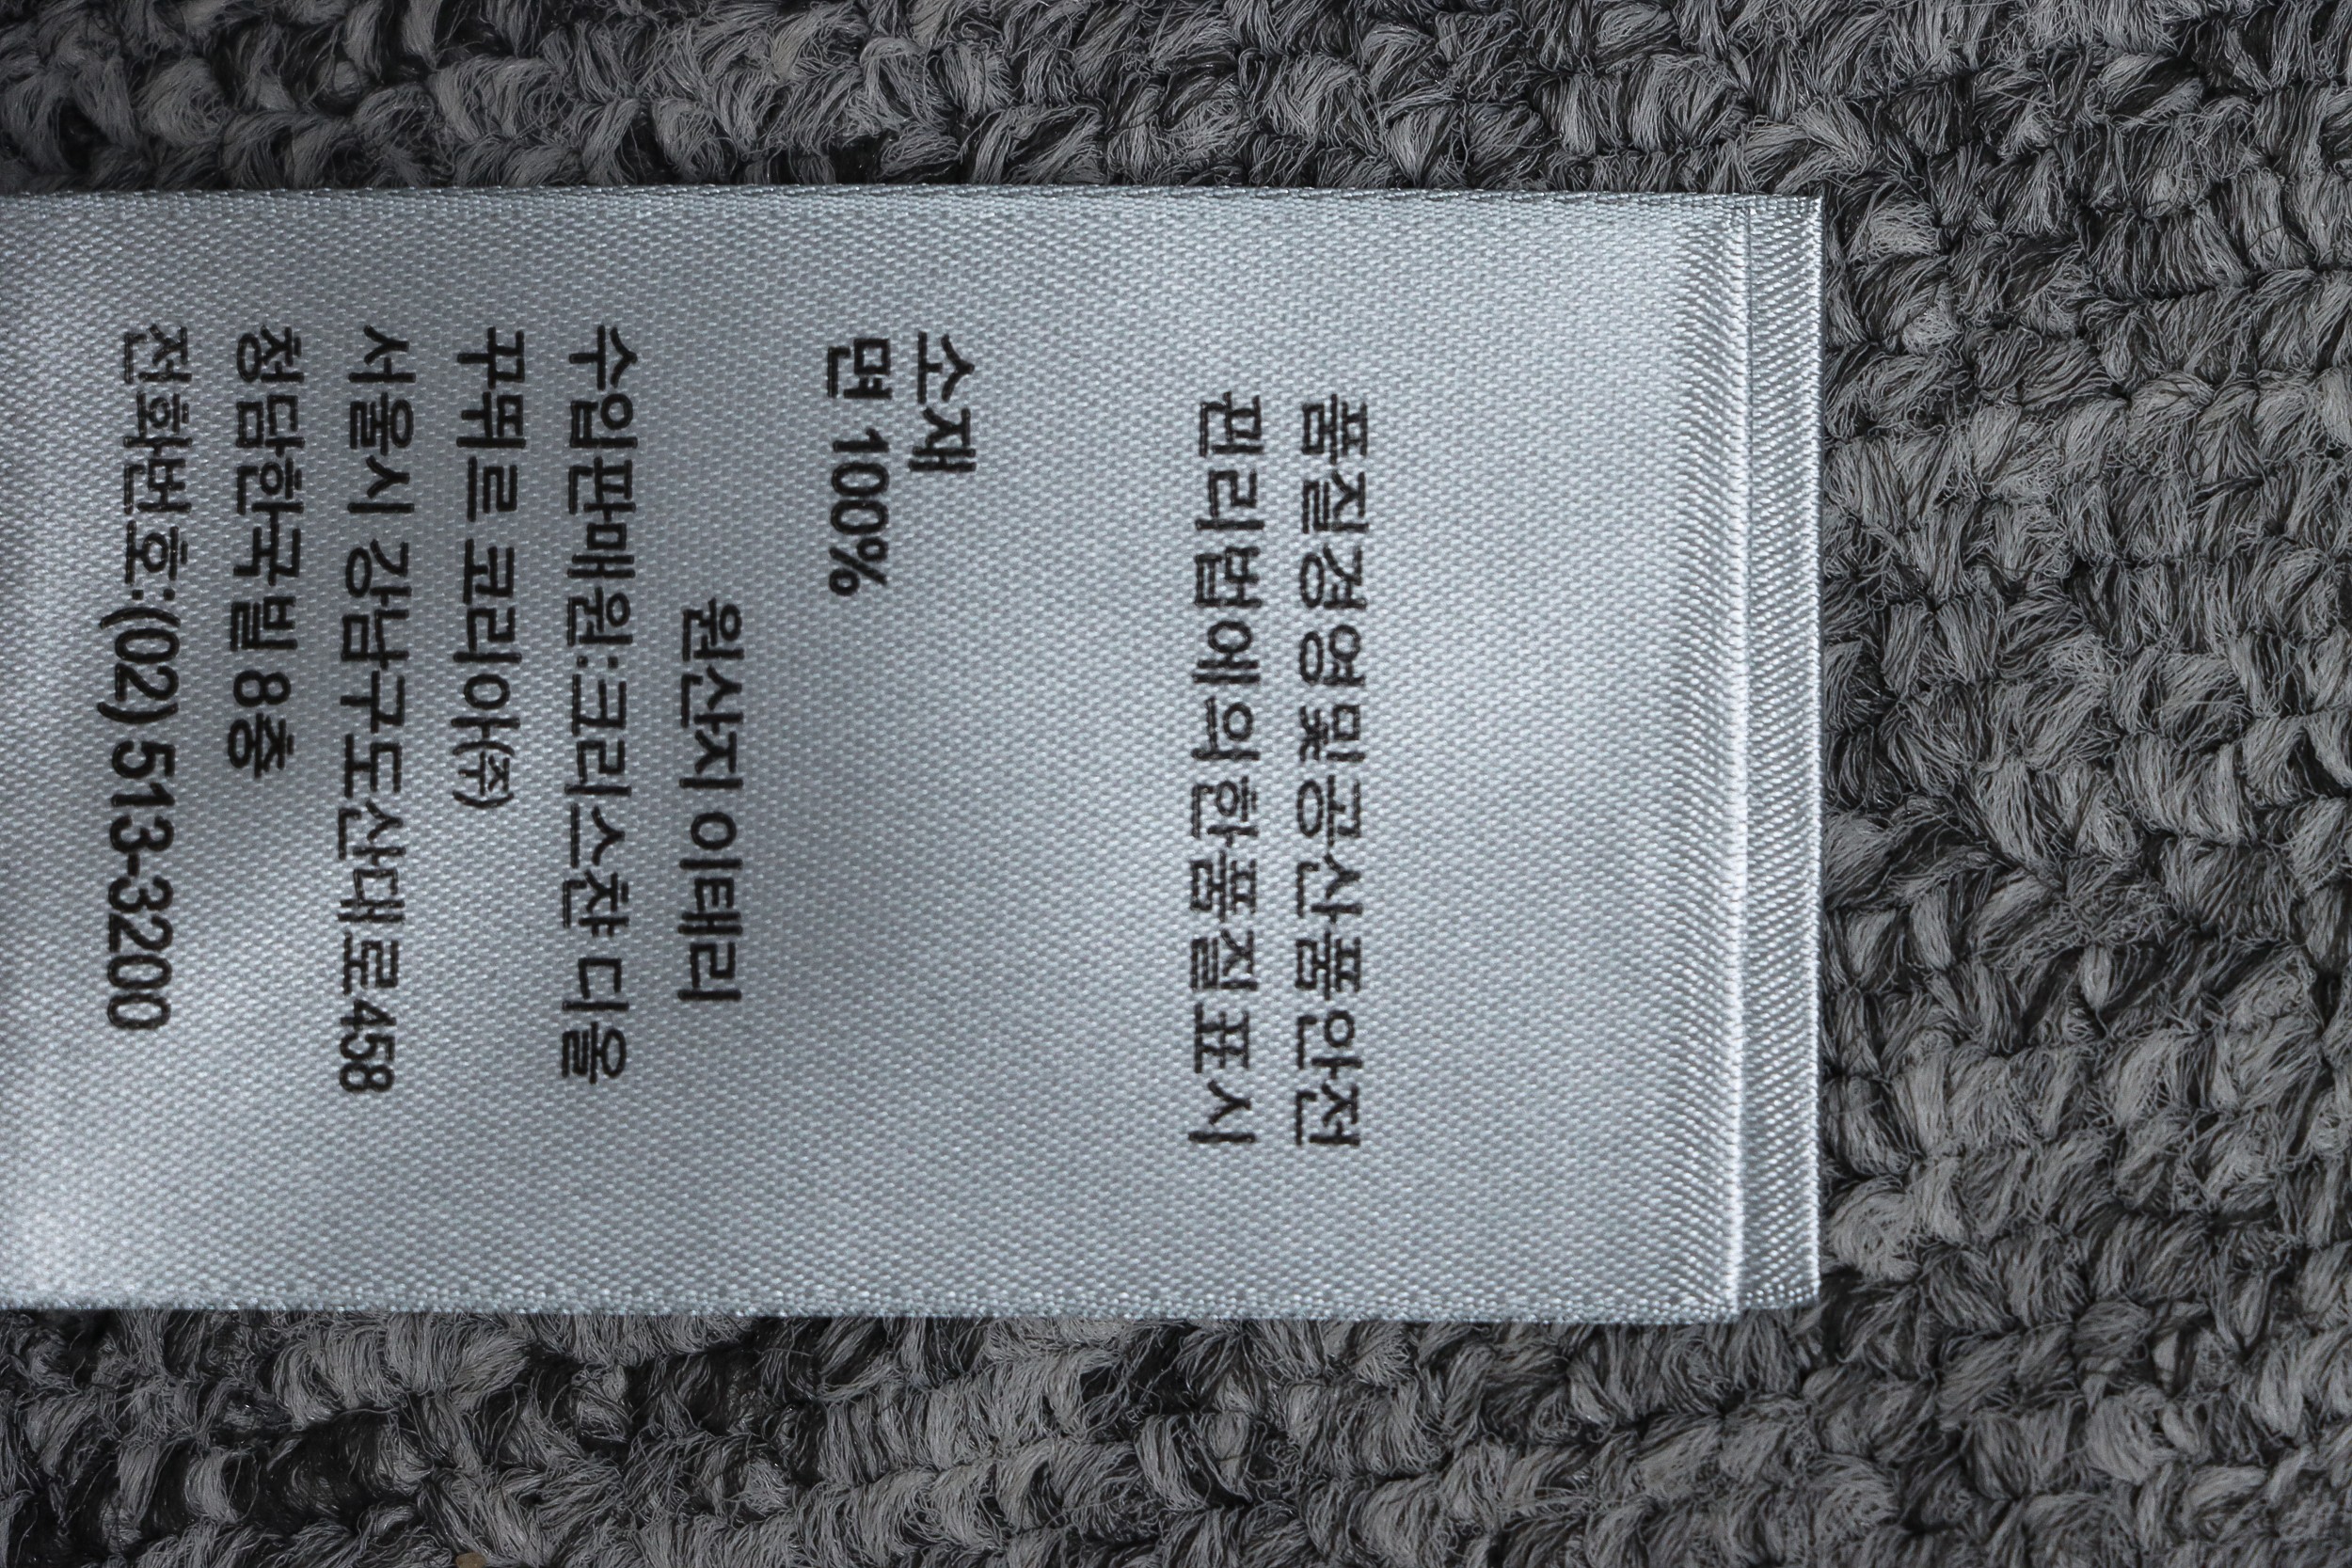 품질경영및공산품안전
꾄리법에의한품질표시
소재
면 100%
원산지 이태리
수입판매원:크리스챤 디올
꾸뛰르 코리아(주)
서울시 강남구도산대로458
청담한국빌 8층
전화번호:(02) 513-3200